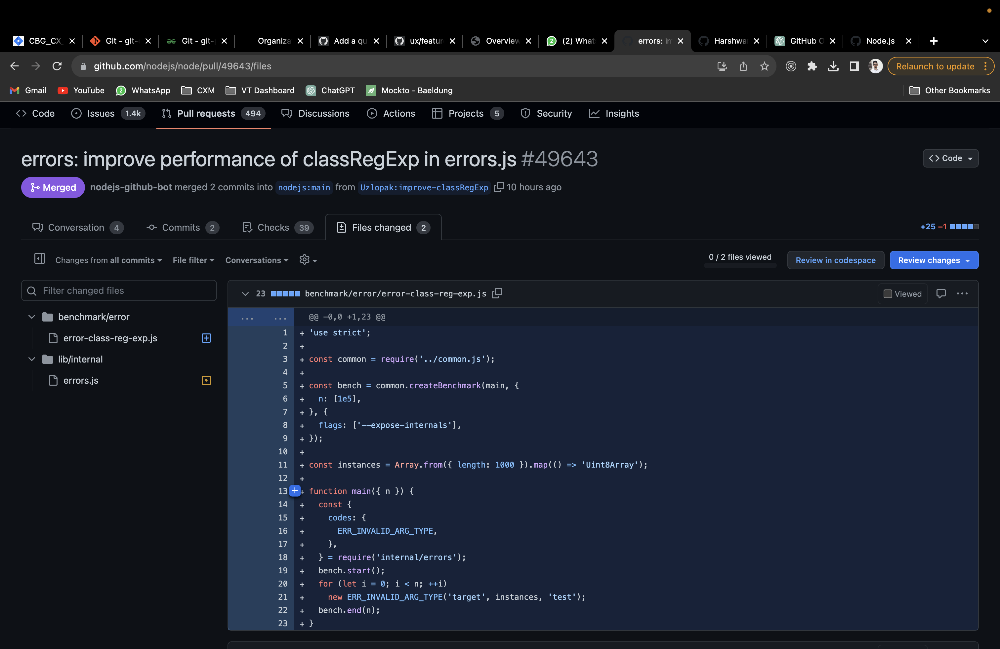 CBG_CX_
Git - git-
Git - git-
Organiza
Add a qu
ux/featur
Overview
(2) What
errors: im
Harshwa
GitHub
Node.js
github.com/nodejs/node/pull/49643/files
Relaunch to update
Gmail
YouTube
2
WhatsApp
CXM
VT Dashboard
ChatGPT
Mockto - Baeldung
Other Bookmarks
Code
Issues 1.4k
Pull requests 494
Discussions
Actions
Projects 5
Security
Insights
errors: improve performance of classRegExp in errors.js #49643
Code
Merged
nodejs-github-bot merged 2 commits into nodejs:main from Uzlopak:improve-classRegExp 10 hours ago
Conversation 4
Commits 2
Checks 39
Files changed 2
+25 −1
Changes from all commits
File filter
Conversations
0 / 2 files viewed
Review in codespace
Review changes
Filter changed files
benchmark/error
error-class-reg-exp.js
lib/internal
errors.js
23 benchmark/error/error-class-reg-exp.js
Viewed
... ... @@ -0,0 +1,23 @@
1 + 'use strict';
2 +
3 + const common = require('../common.js');
4 +
5 + const bench = common.createBenchmark(main, {
6 + n: [1e5],
7 + }, {
8 + flags: ['--expose-internals'],
9 + });
10 +
11 + const instances = Array.from({ length: 1000 }).map(() => 'Uint8Array');
12 +
13 + function main({ n }) {
14 + const {
15 + codes: {
16 + ERR_INVALID_ARG_TYPE,
17 + },
18 + } = require('internal/errors');
19 + bench.start();
20 + for (let i = 0; i < n; ++i)
21 + new ERR_INVALID_ARG_TYPE('target', instances, 'test');
22 + bench.end(n);
23 + }